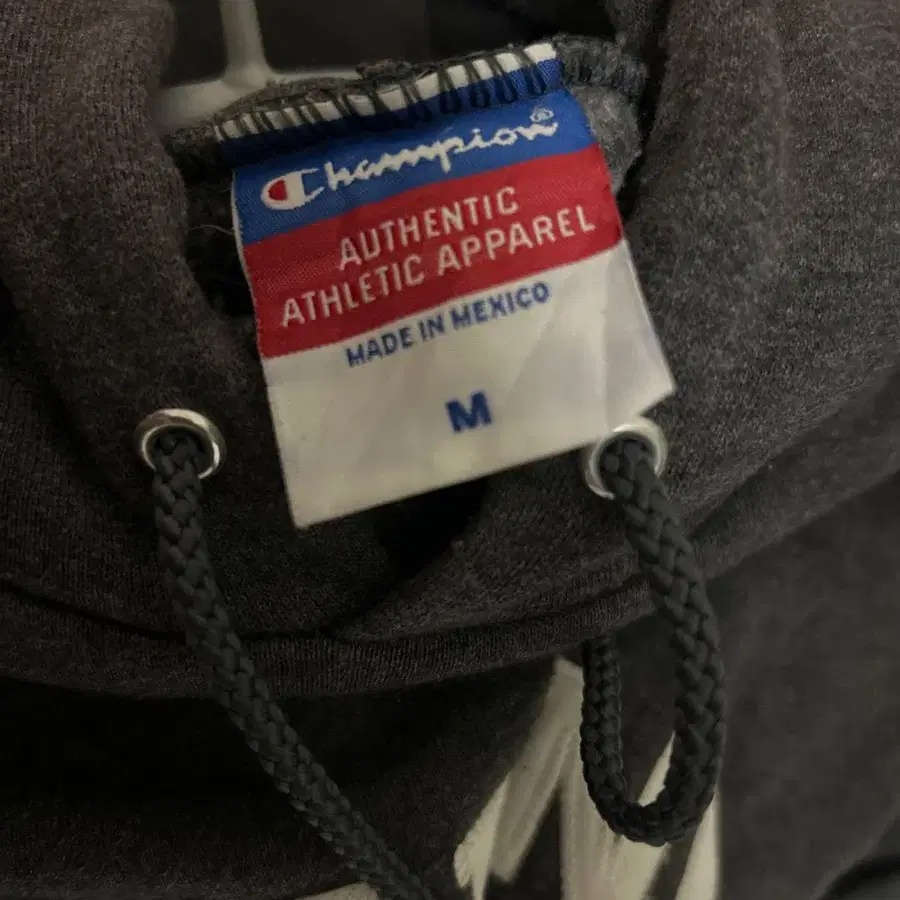 Champion®
AUTHENTIC
ATHLETIC APPAREL
MADE IN MEXICO
M